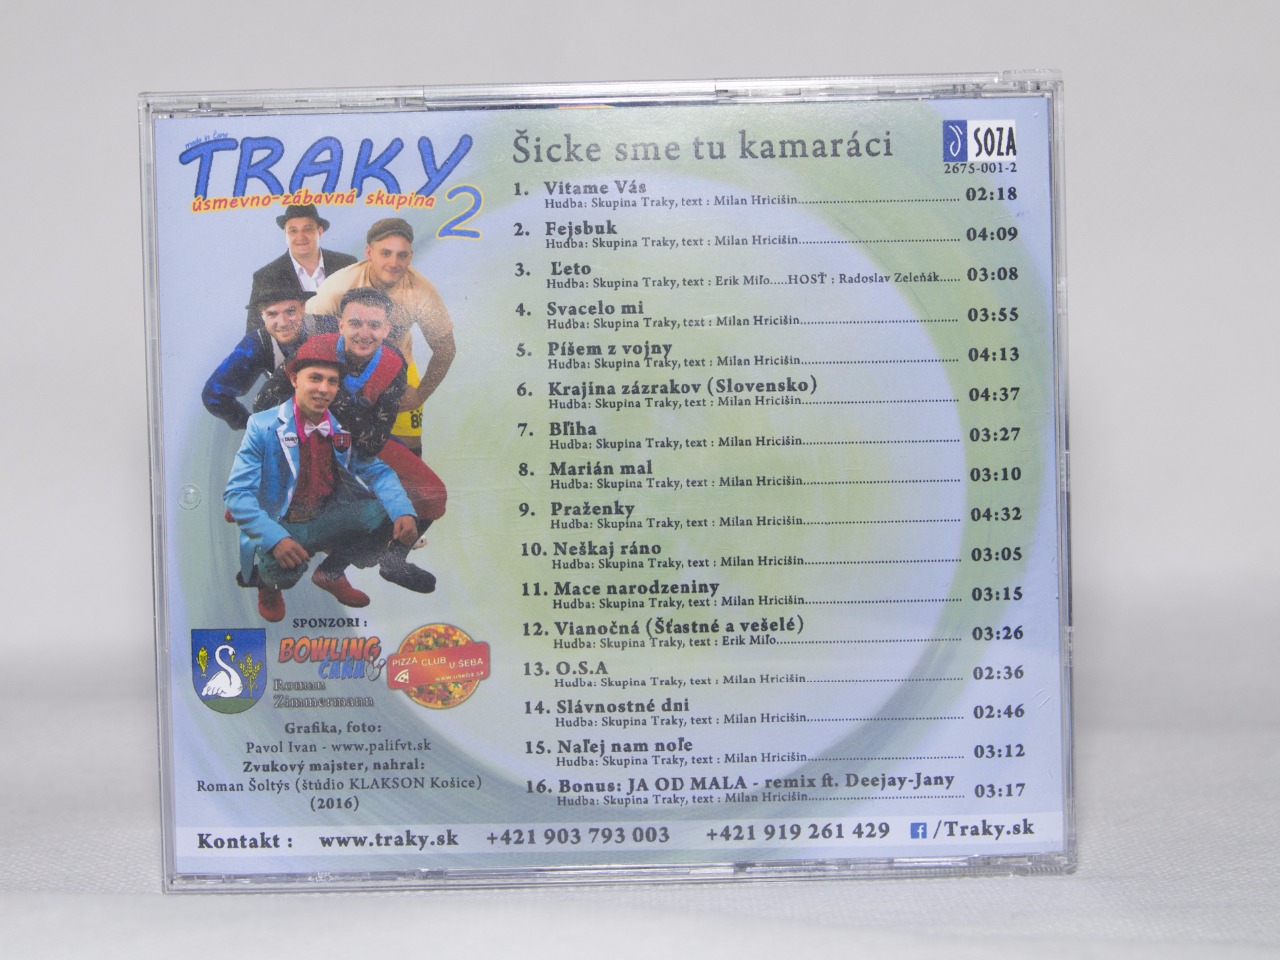 made in Čaňa
TRAKY
úsmevno-zábavná skupina
2
Šicke sme tu kamaráci
SOZA
2675-001-2
1. Vitame Vás
Hudba: Skupina Traky, text : Milan Hricišin 02:18
2. Fejsbuk
Hudba: Skupina Traky, text : Milan Hricišin 04:09
3. Ľeto
Hudba: Skupina Traky, text : Erik Miľo.....HOSŤ : Radoslav Zeleňák...... 03:08
4. Svacelo mi
Hudba: Skupina Traky, text : Milan Hricišin 03:55
5. Píšem z vojny
Hudba: Skupina Traky, text : Milan Hricišin 04:13
6. Krajina zázrakov (Slovensko)
Hudba: Skupina Traky, text : Milan Hricišin 04:37
7. Bľiha
Hudba: Skupina Traky, text : Milan Hricišin 03:27
8. Marián mal
Hudba: Skupina Traky, text : Milan Hricišin 03:10
9. Praženky
Hudba: Skupina Traky, text : Milan Hricišin 04:32
10. Neškaj ráno
Hudba: Skupina Traky, text : Milan Hricišin 03:05
11. Mace narodzeniny
Hudba: Skupina Traky, text : Milan Hricišin 03:15
12. Vianočná (Šťastné a vešelé)
Hudba: Skupina Traky, text : Erik Miľo 03:26
13. O.S.A
Hudba: Skupina Traky, text : Milan Hricišin 02:36
14. Slávnostné dni
Hudba: Skupina Traky, text : Milan Hricišin 02:46
15. Naľej nam noľe
Hudba: Skupina Traky, text : Milan Hricišin 03:12
16. Bonus: JA OD MALA - remix ft. Deejay-Jany
Hudba: Skupina Traky, text : Milan Hricišin 03:17
SPONZORI :
BOWLING
ČAŇA
Roman
Zimmermann
PIZZA CLUB U ŠEBA
Grafika, foto:
Pavol Ivan - www.palifvt.sk
Zvukový majster, nahral:
Roman Šoltýs (štúdio KLAKSON Košice)
(2016)
Kontakt : www.traky.sk +421 903 793 003 +421 919 261 429 f /Traky.sk